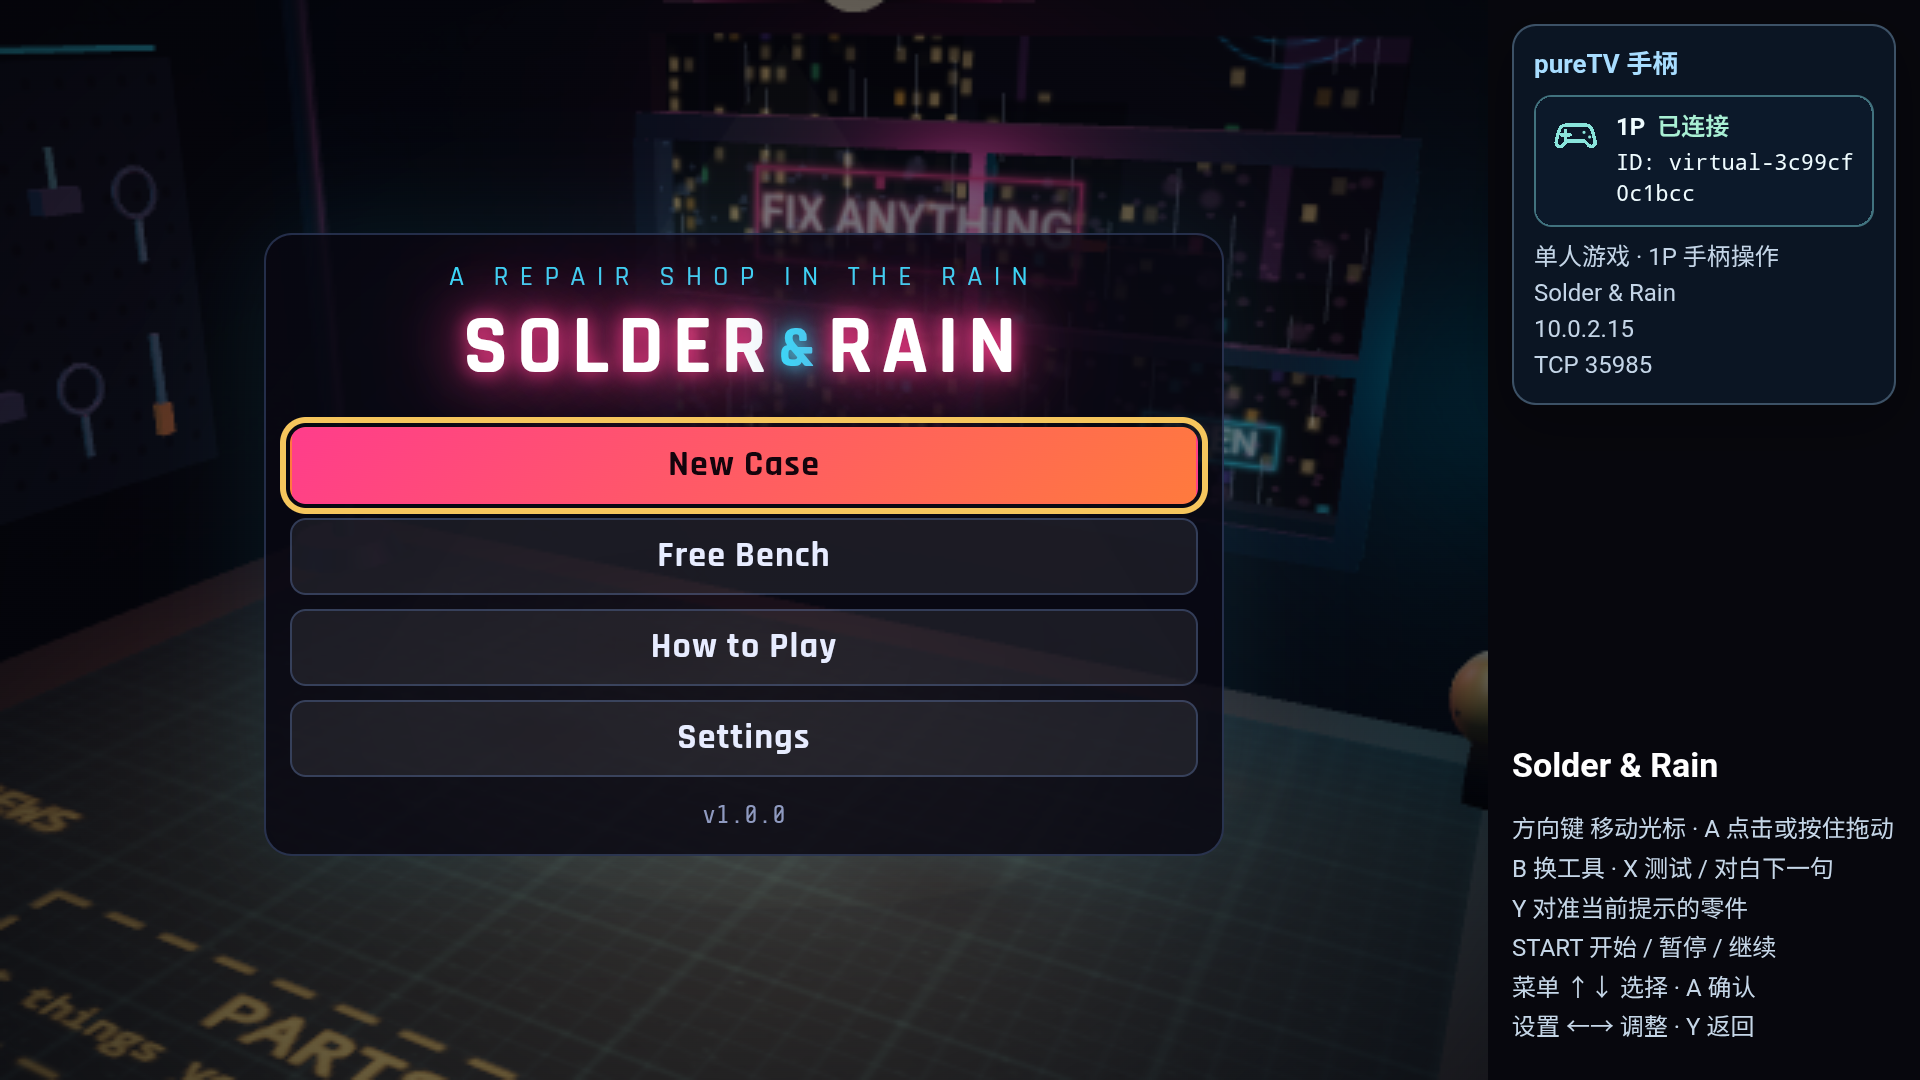 FIX ANYTHING
A REPAIR SHOP IN THE RAIN
SOLDER & RAIN
New Case
Free Bench
How to Play
Settings
v1.0.0
things
PARTS
pureTV 手柄
1P 已连接
ID: virtual-3c99cf
0c1bcc
单人游戏 · 1P 手柄操作
Solder & Rain
10.0.2.15
TCP 35985
Solder & Rain
方向键 移动光标 · A 点击或按住拖动
B 换工具 · X 测试 / 对白下一句
Y 对准当前提示的零件
START 开始 / 暂停 / 继续
菜单 ↑↓ 选择 · A 确认
设置 ←→ 调整 · Y 返回